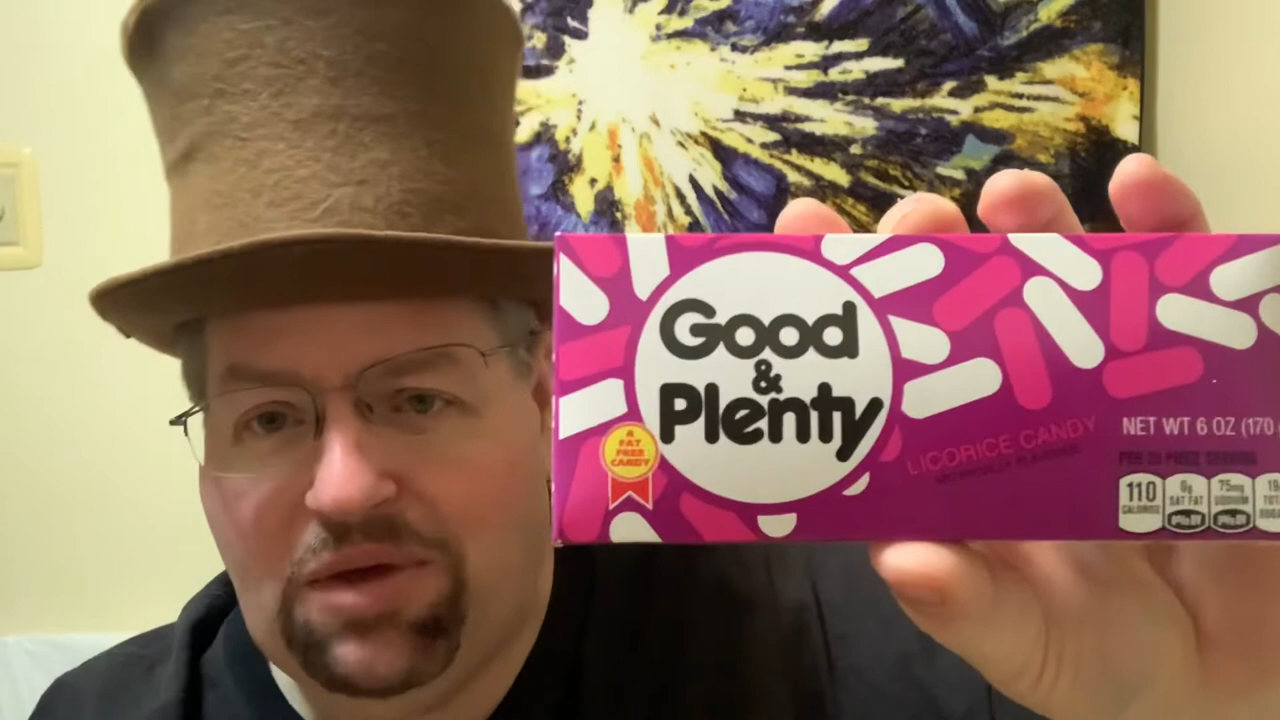 Good
&
Plenty
A
FAT
FREE
CANDY
LICORICE CANDY
NET WT 6 OZ (170
110
CALORIES
0g
SAT FAT
75mg
SODIUM